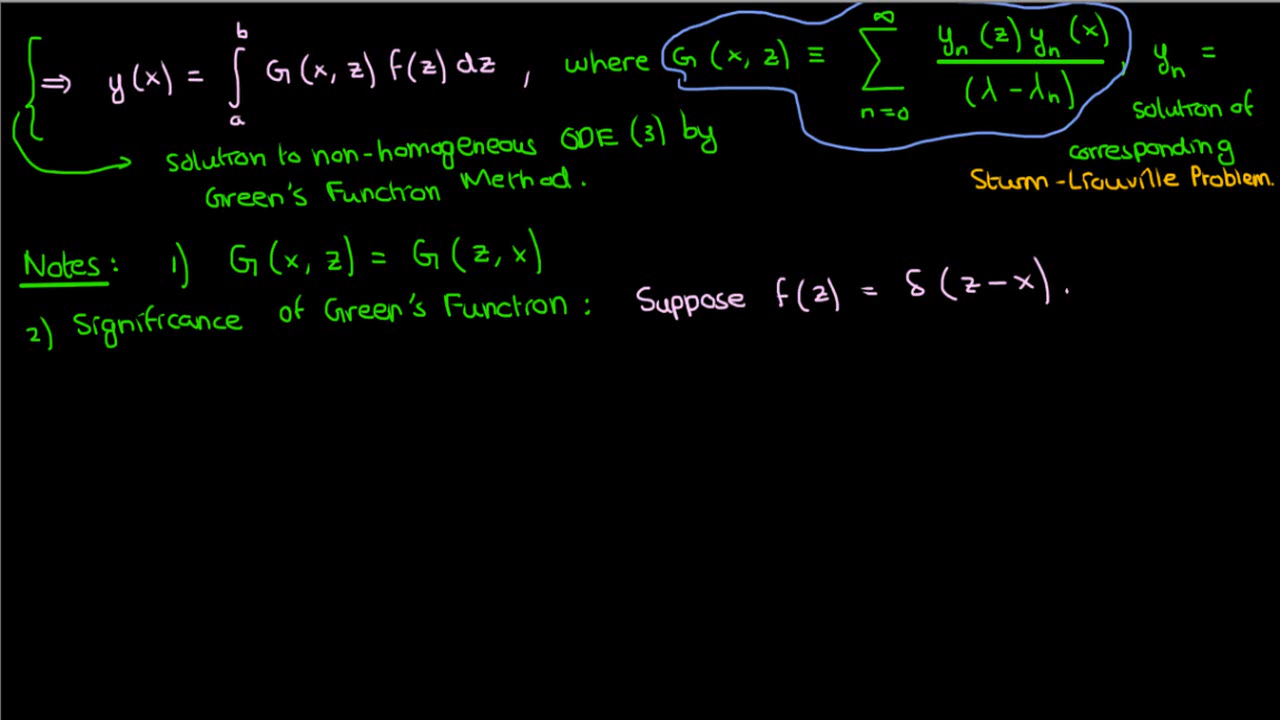 ⇒ y(x) = ∫_a^b G(x, z) f(z) dz , where G(x, z) ≡ ∑_{n=0}^{∞} y_n(z) y_n(x) / (λ - λ_n) , y_n =
solution of
corresponding
Sturm-Liouville Problem.
solution to non-homogeneous ODE (3) by
Green's Function Method.
Notes: 1) G(x, z) = G(z, x)
2) Significance of Green's Function: Suppose f(z) = δ(z-x).